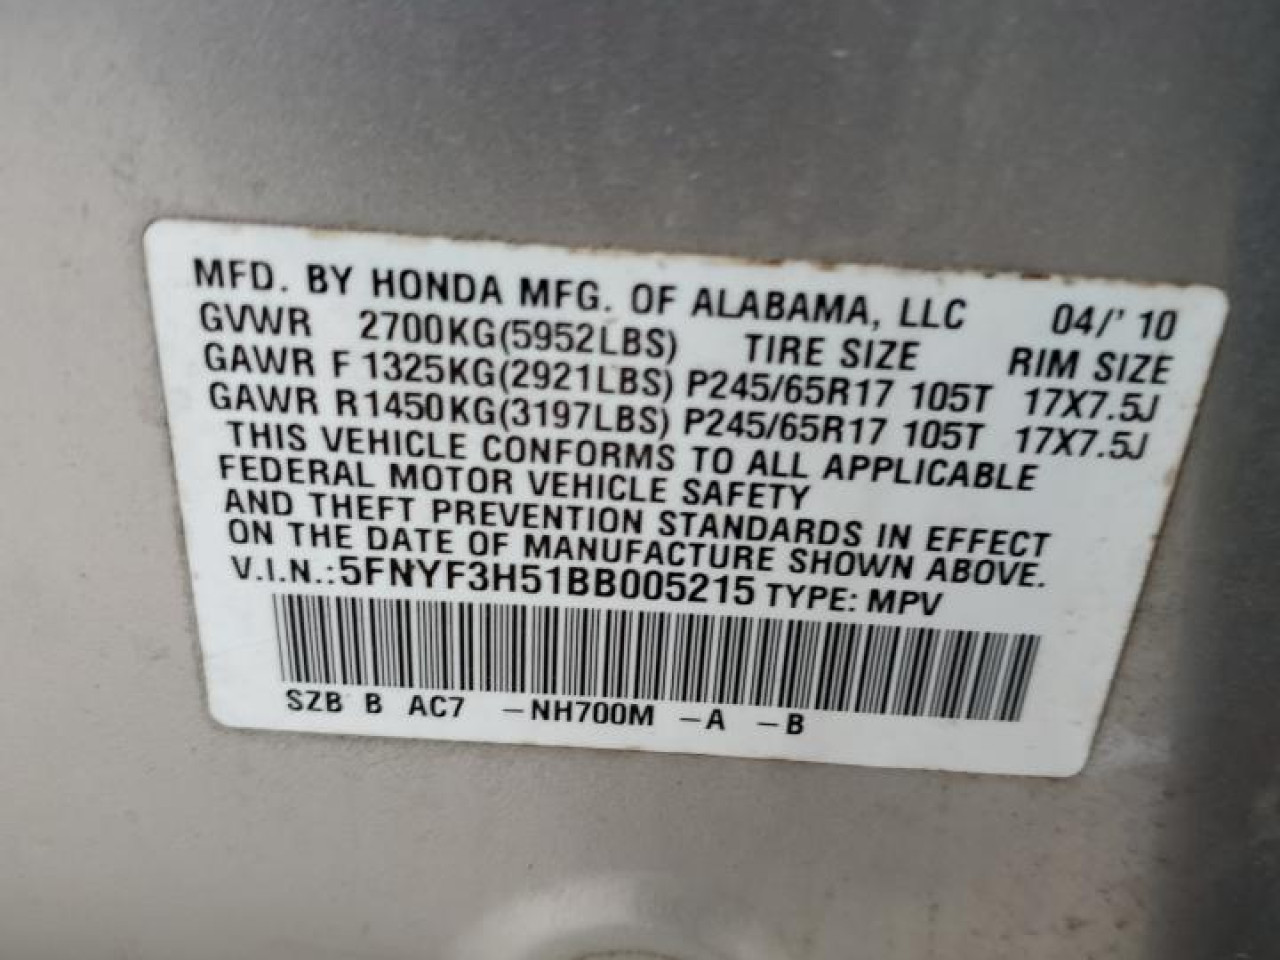 MFD. BY HONDA MFG. OF ALABAMA, LLC 04/'10
GVWR 2700KG(5952LBS) TIRE SIZE RIM SIZE
GAWR F 1325KG(2921LBS) P245/65R17 105T 17X7.5J
GAWR R 1450KG(3197LBS) P245/65R17 105T 17X7.5J
THIS VEHICLE CONFORMS TO ALL APPLICABLE
FEDERAL MOTOR VEHICLE SAFETY
AND THEFT PREVENTION STANDARDS IN EFFECT
ON THE DATE OF MANUFACTURE SHOWN ABOVE.
V.I.N.:5FNYF3H51BB005215 TYPE: MPV
SZB B AC7 –NH700M –A –B